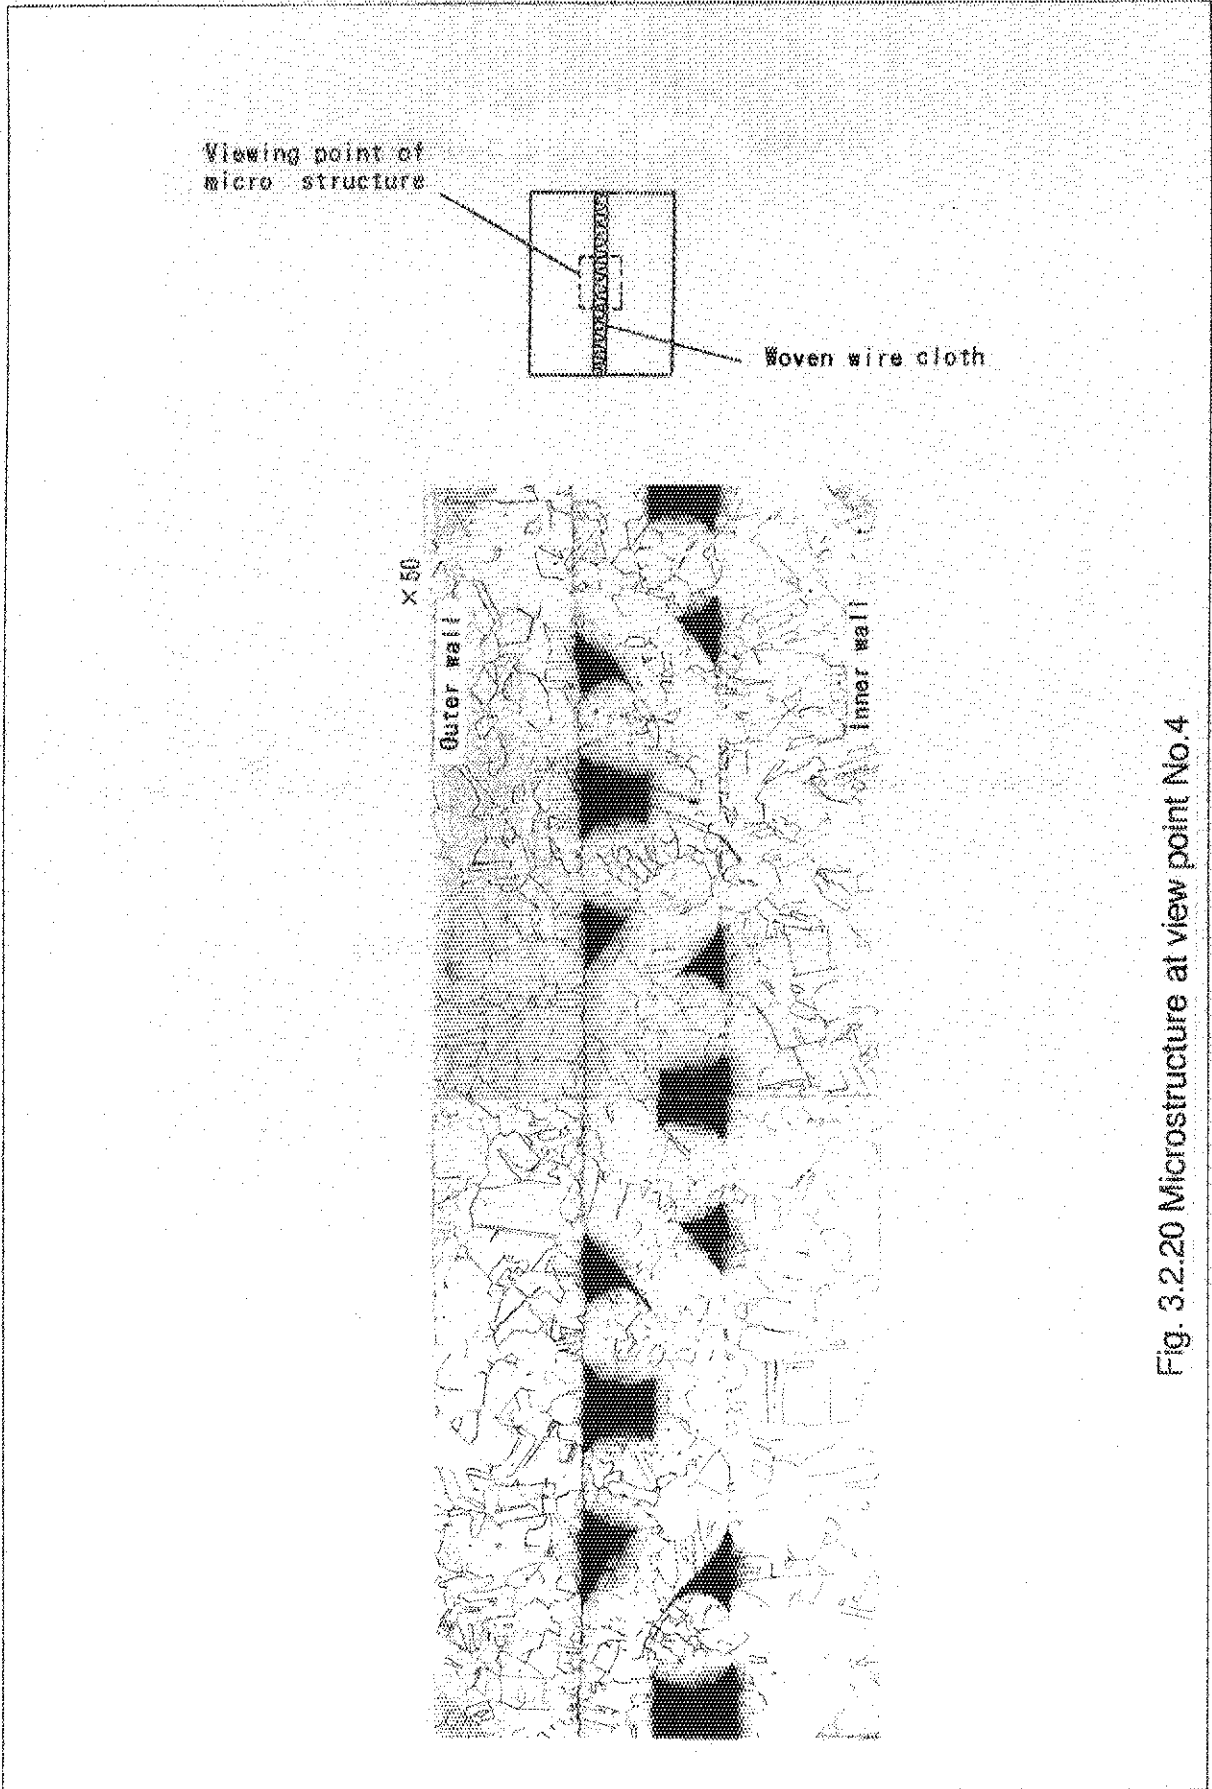 Viewing point of
micro structure
Woven wire cloth
×50
Outer wall
Inner wall
Fig. 3.2.20 Microstructure at view point No.4